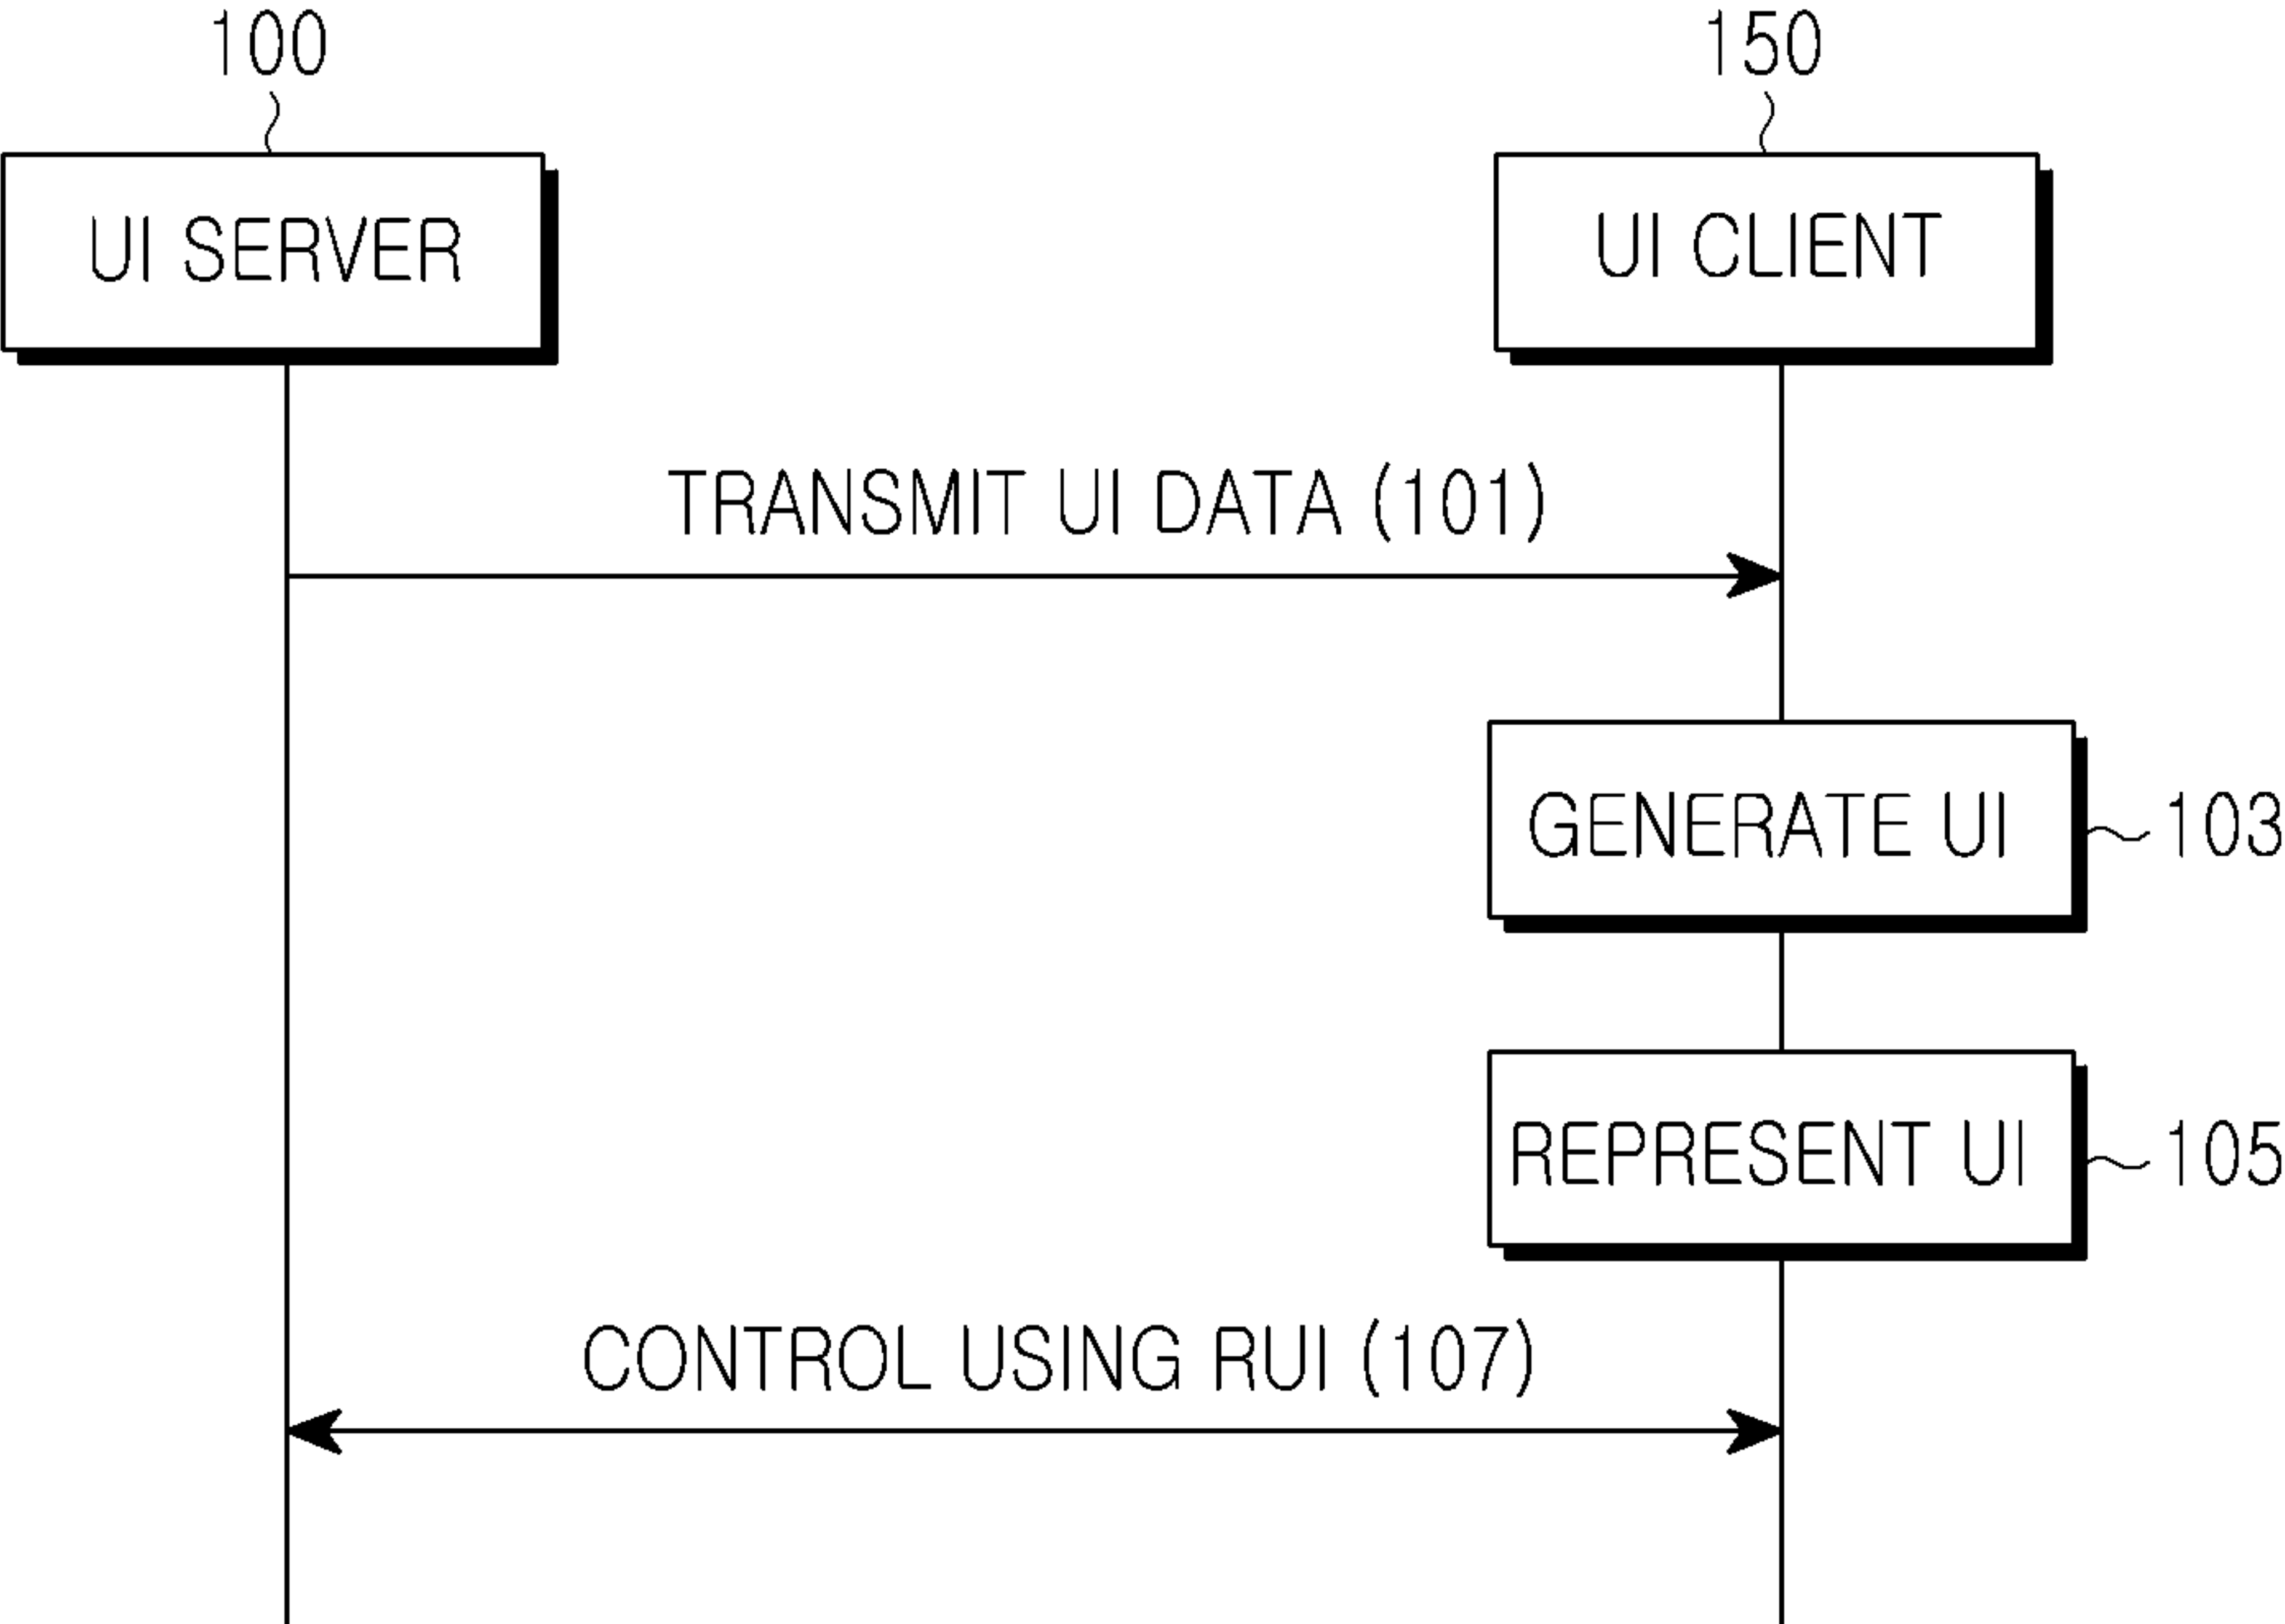 100
150
UI SERVER
UI CLIENT
TRANSMIT UI DATA (101)
GENERATE UI
103
REPRESENT UI
105
CONTROL USING RUI (107)